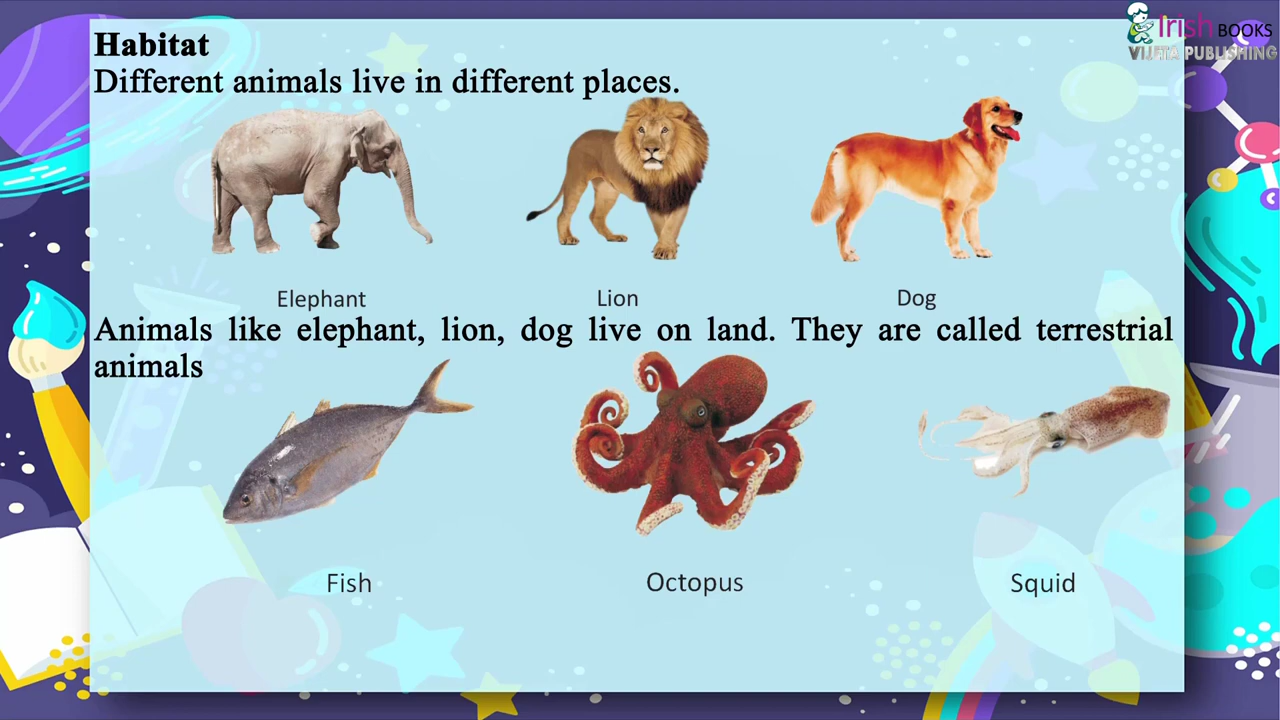 Irish BOOKS
VIJETA PUBLISHING
Habitat
Different animals live in different places.
Elephant
Lion
Dog
Animals like elephant, lion, dog live on land. They are called terrestrial
animals
Fish
Octopus
Squid